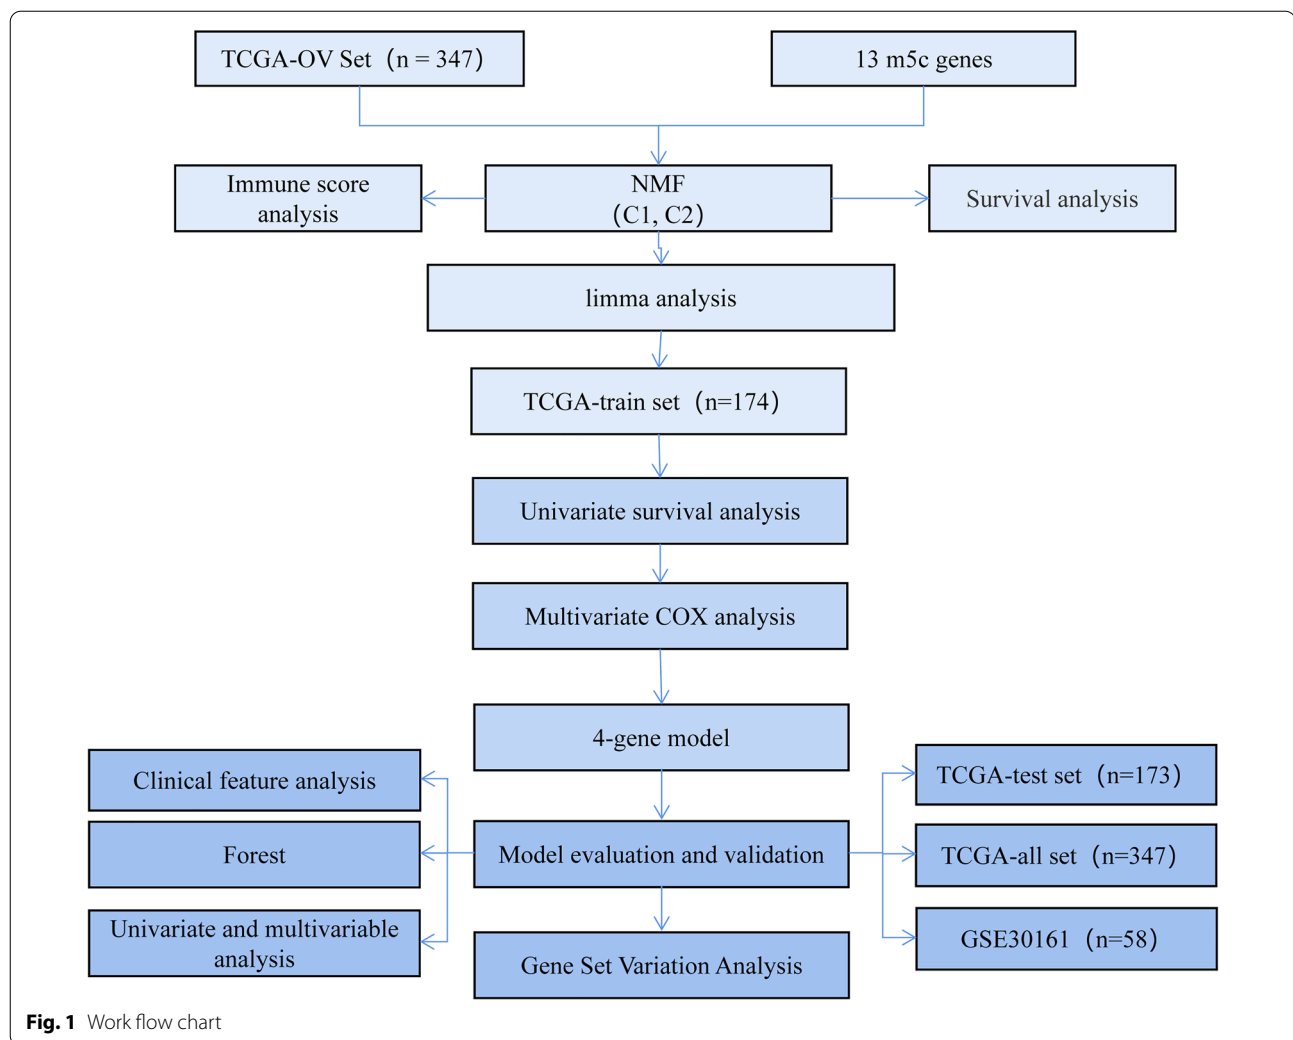 TCGA-OV Set（n = 347）
13 m5c genes
Immune score
analysis
NMF
（C1, C2）
Survival analysis
limma analysis
TCGA-train set（n=174）
Univariate survival analysis
Multivariate COX analysis
4-gene model
Clinical feature analysis
Forest
Univariate and multivariable
analysis
Model evaluation and validation
TCGA-test set（n=173）
TCGA-all set（n=347）
GSE30161（n=58）
Gene Set Variation Analysis
Fig. 1 Work flow chart